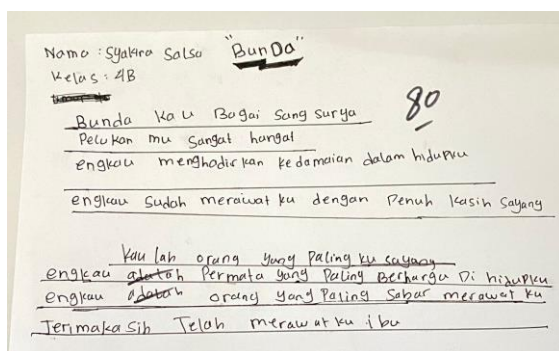 Nama : Syakira Salsa "BunDa"
Kelas : 4B
80
Bunda kau Bagai Sang Surya
Pelukan mu Sangat hangat
engkau menghadirkan kedamaian dalam hidupku
engkau Sudah merawat ku dengan Penuh kasih Sayang
kau lah orang yang Paling ku sayang
engkau adalah Permata yang Paling Berharga Di hidupku
engkau adalah orang yang Paling Sabar merawat ku
Terimakasih Telah merawat ku ibu